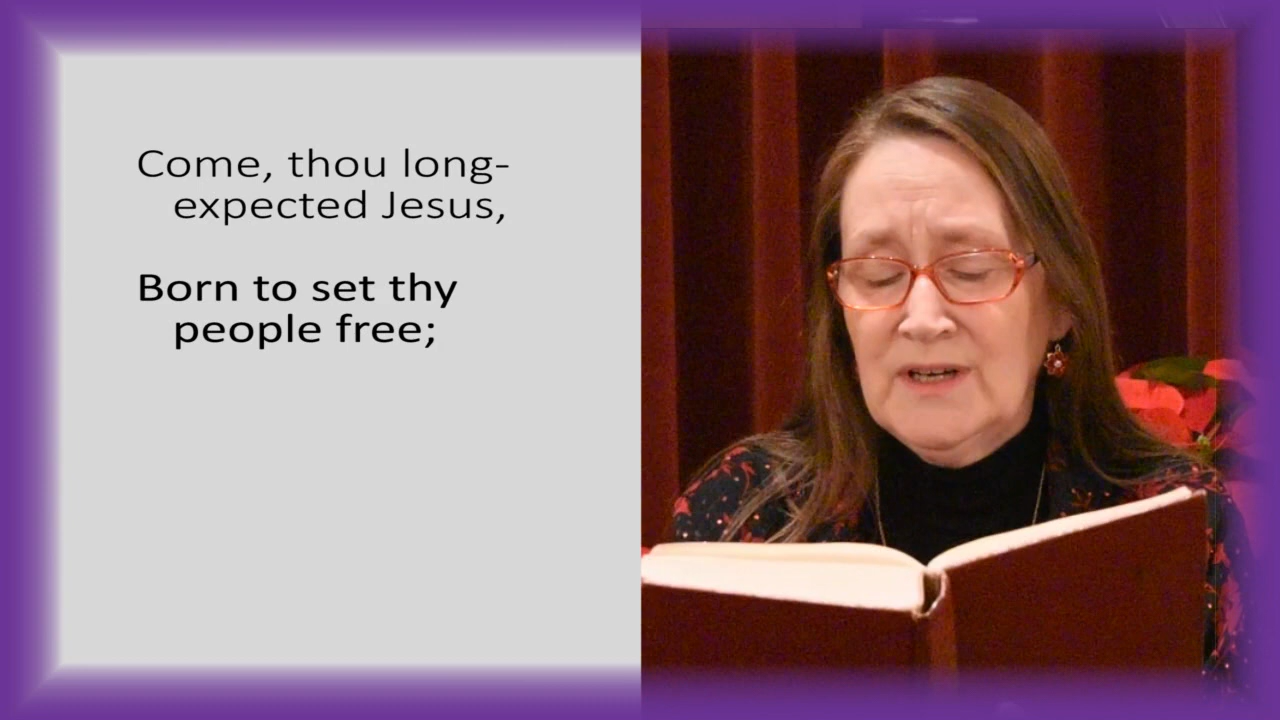 Come, thou long-
expected Jesus,
Born to set thy
people free;